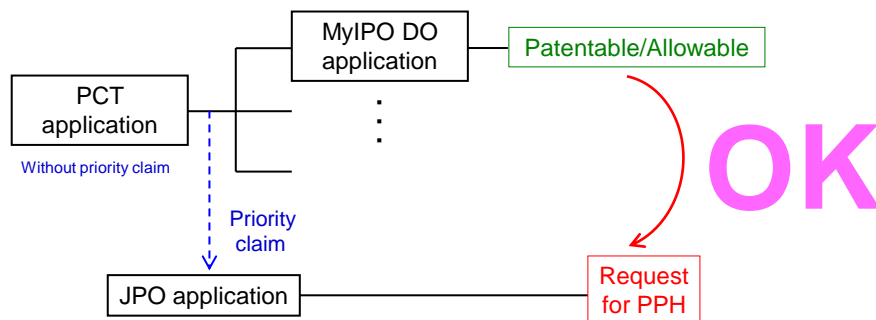 MyIPO DO
application
Patentable/Allowable
PCT
application
Without priority claim
OK
Priority
claim
JPO application
Request
for PPH